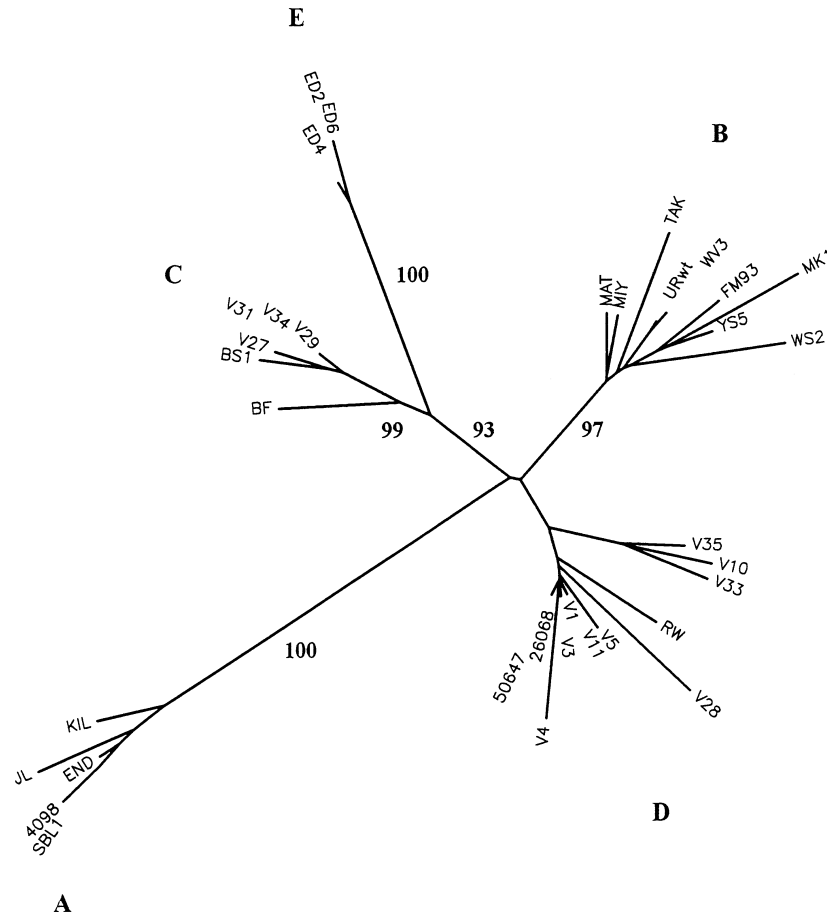 E
ED2
ED6
ED4
B
TAK
WV3
URwt
FM93
C
100
MAT
MIY
V31
V34
V29
YS5
V27
BS1
WS2
BF
99
93
97
V35
V10
V33
RW
V1
V5
V11
V3
26068
50647
V28
V4
100
KIL
JL
END
4098
SBL1
D
A